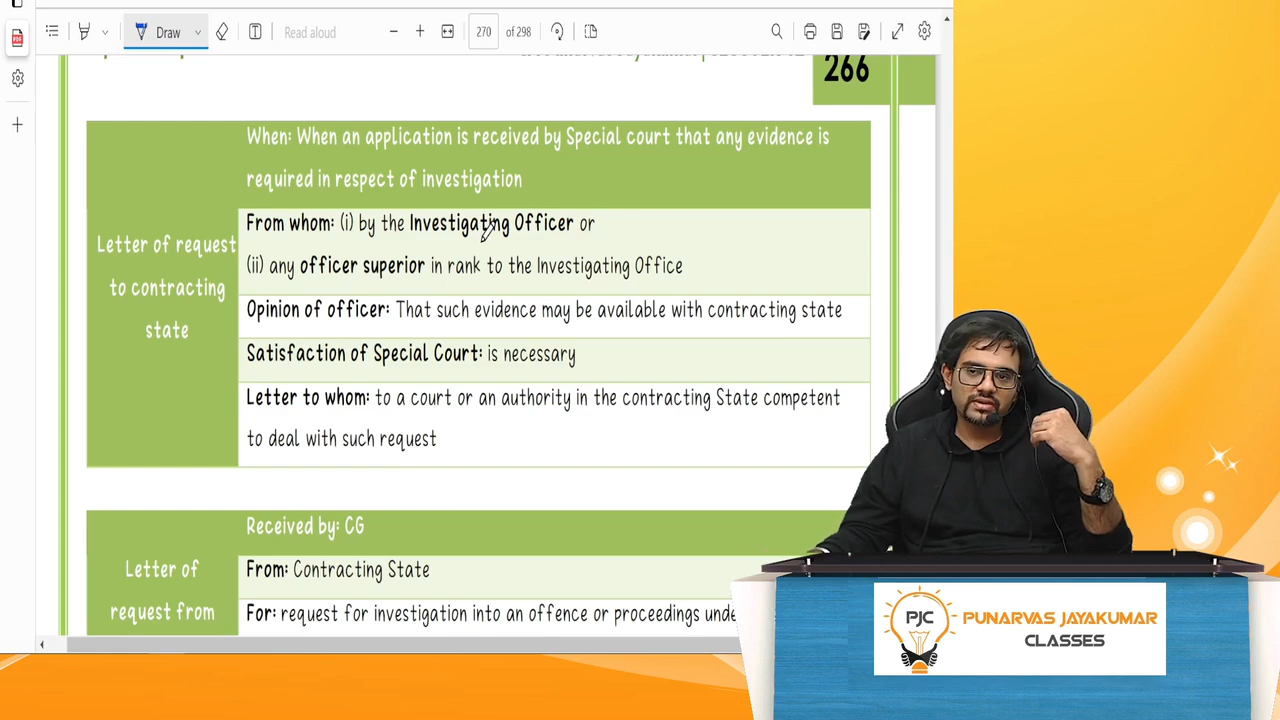 Draw
Read aloud
270 of 298
266
When: When an application is received by Special court that any evidence is
required in respect of investigation
Letter of request
to contracting
state
From whom: (i) by the Investigating Officer or
(ii) any officer superior in rank to the Investigating Office
Opinion of officer: That such evidence may be available with contracting state
Satisfaction of Special Court: is necessary
Letter to whom: to a court or an authority in the contracting State competent
to deal with such request
Received by: CG
Letter of
request from
From: Contracting State
For: request for investigation into an offence or proceedings unde
PJC
PUNARVAS JAYAKUMAR
CLASSES